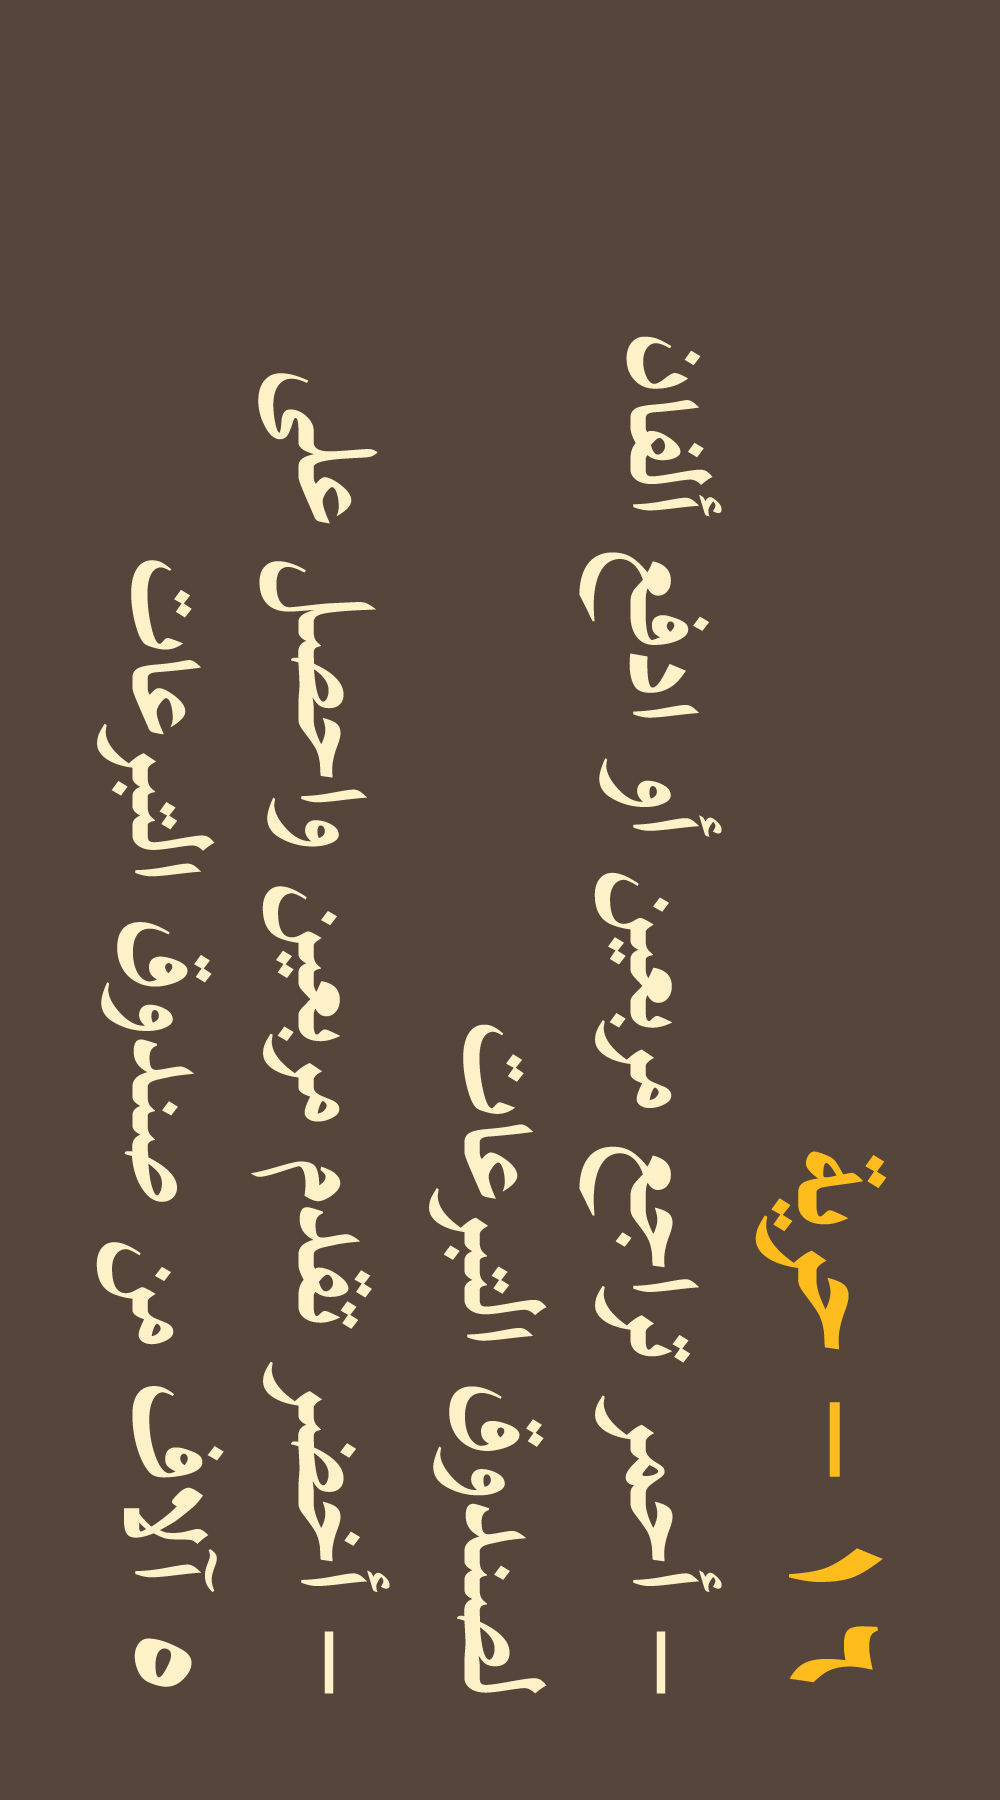 ١٦ – حرية
– أحمر تراجع مربعين أو ادفع ألفان
لصندوق التبرعات
– أخضر تقدم مربعين واحصل على
٥ آلاف من صندوق التبرعات